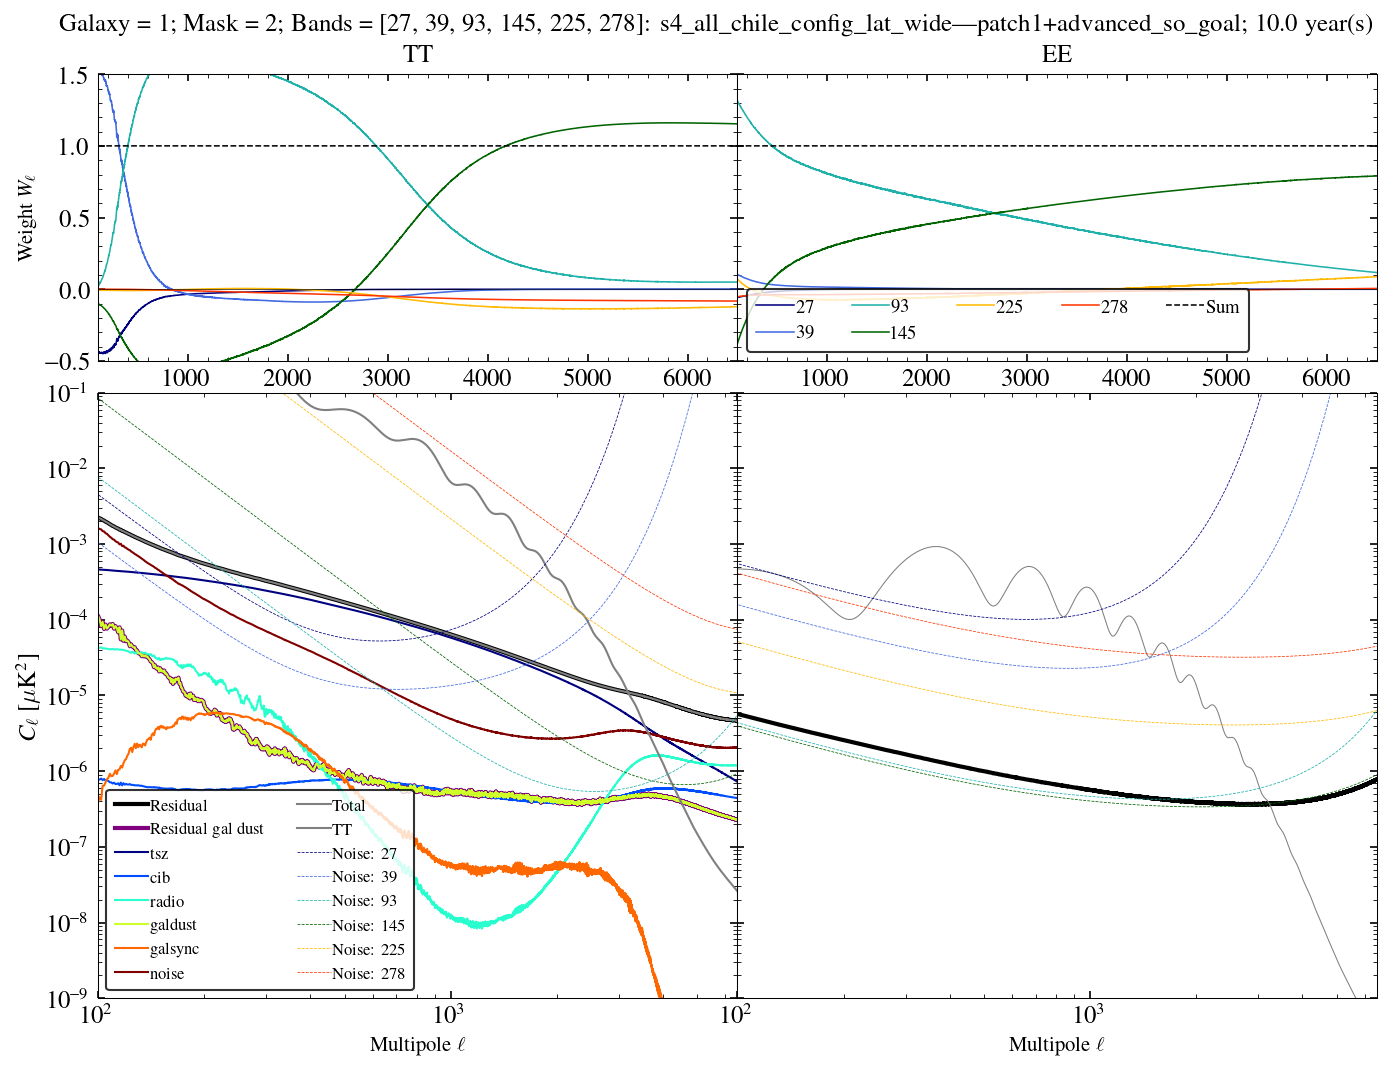 Galaxy = 1; Mask = 2; Bands = [27, 39, 93, 145, 225, 278]: s4_all_chile_config_lat_wide—patch1+advanced_so_goal; 10.0 year(s)
TT
EE
Weight W_ℓ
1.5
1.0
0.5
0.0
−0.5
27
93
225
278
Sum
39
145
1000 2000 3000 4000 5000 6000
1000 2000 3000 4000 5000 6000
C_ℓ [μK²]
10⁻¹
10⁻²
10⁻³
10⁻⁴
10⁻⁵
10⁻⁶
10⁻⁷
10⁻⁸
10⁻⁹
Residual
Residual gal dust
tsz
cib
radio
galdust
galsync
noise
Total
TT
Noise: 27
Noise: 39
Noise: 93
Noise: 145
Noise: 225
Noise: 278
10² 10³
10² 10³
Multipole ℓ
Multipole ℓ